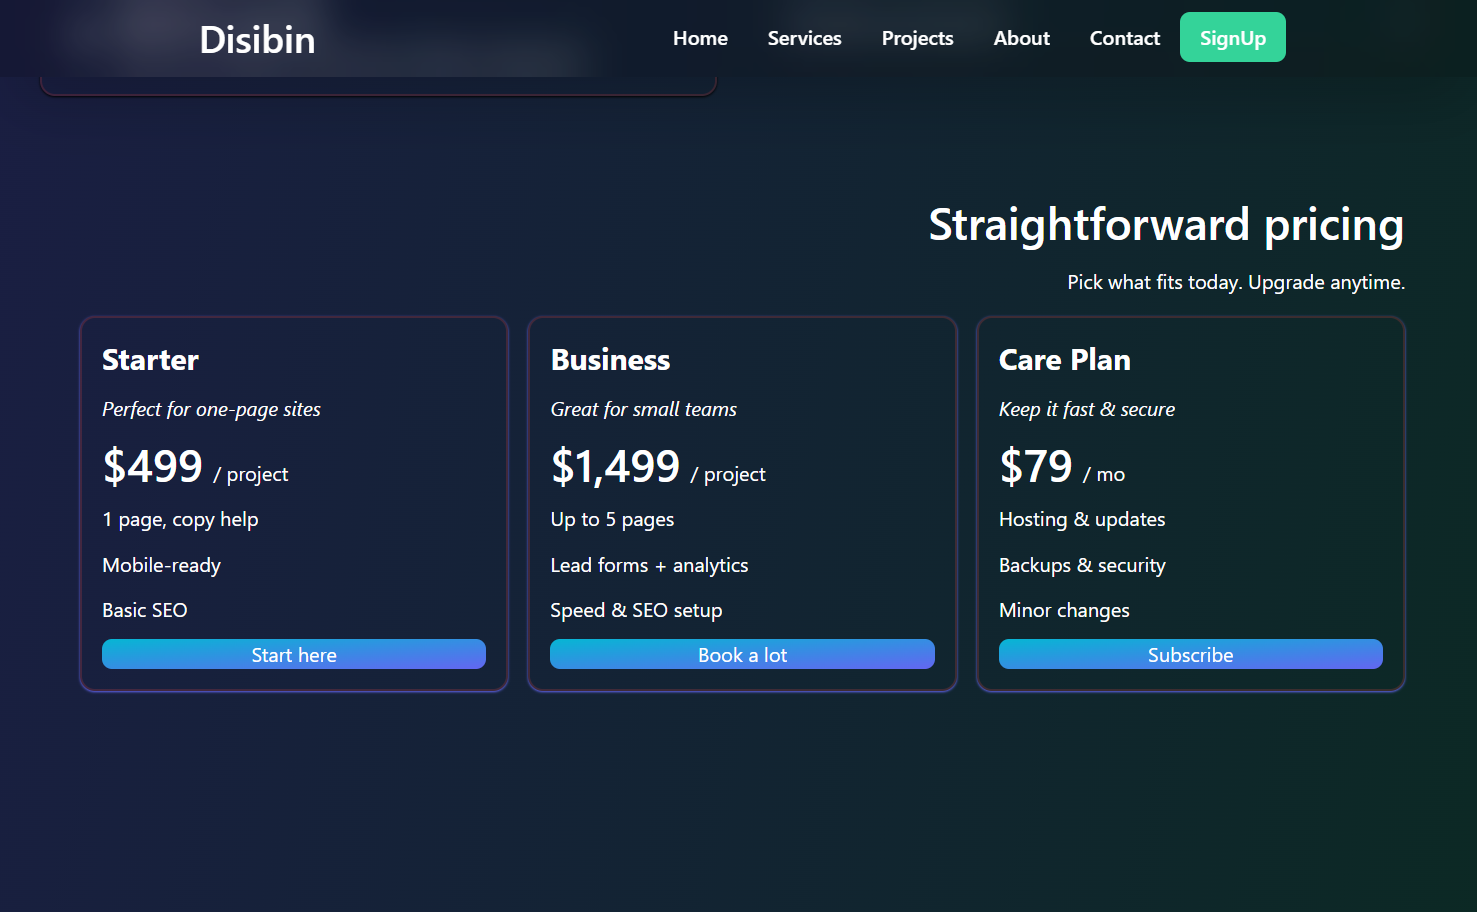 Disibin
Home Services Projects About Contact SignUp
Straightforward pricing
Pick what fits today. Upgrade anytime.
Starter
Perfect for one-page sites
$499 / project
1 page, copy help
Mobile-ready
Basic SEO
Start here
Business
Great for small teams
$1,499 / project
Up to 5 pages
Lead forms + analytics
Speed & SEO setup
Book a lot
Care Plan
Keep it fast & secure
$79 / mo
Hosting & updates
Backups & security
Minor changes
Subscribe